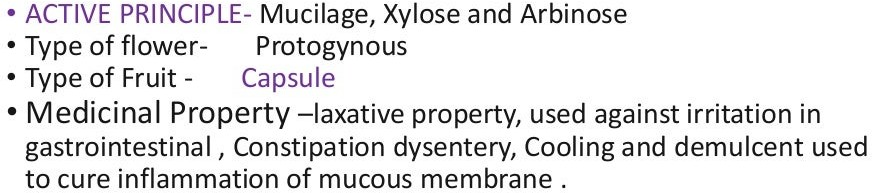 • ACTIVE PRINCIPLE- Mucilage, Xylose and Arbinose
• Type of flower- Protogynous
• Type of Fruit - Capsule
• Medicinal Property –laxative property, used against irritation in
gastrointestinal , Constipation dysentery, Cooling and demulcent used
to cure inflammation of mucous membrane .